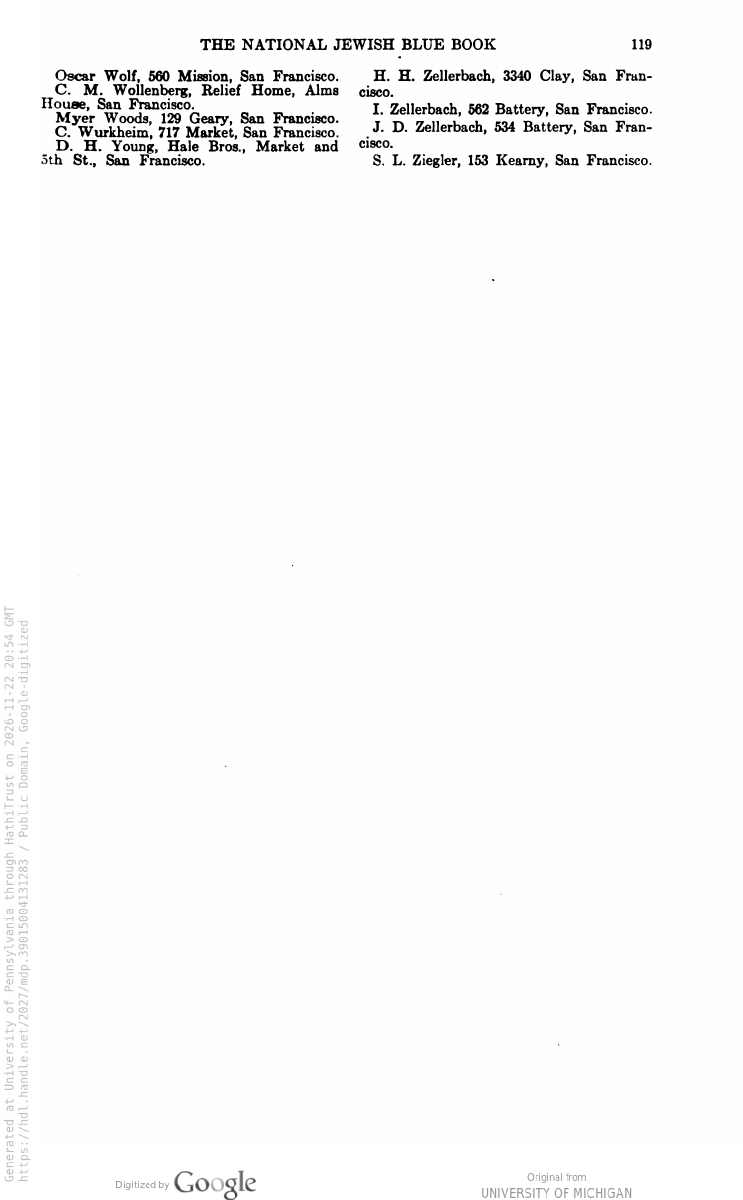 THE NATIONAL JEWISH BLUE BOOK 119
Oscar Wolf, 560 Mission, San Francisco.
C. M. Wollenberg, Relief Home, Alms
House, San Francisco.
Myer Woods, 129 Geary, San Francisco.
C. Wurkheim, 717 Market, San Francisco.
D. H. Young, Hale Bros., Market and
5th St., San Francisco.
H. H. Zellerbach, 3340 Clay, San Fran-
cisco.
I. Zellerbach, 562 Battery, San Francisco.
J. D. Zellerbach, 534 Battery, San Fran-
cisco.
S. L. Ziegler, 153 Kearny, San Francisco.
Generated at University of Pennsylvania through HathiTrust on 2026-11-22 20:54 GMT
https://hdl.handle.net/2027/mdp.39015004131283 / Public Domain, Google-digitized
Digitized by Google
Original from
UNIVERSITY OF MICHIGAN